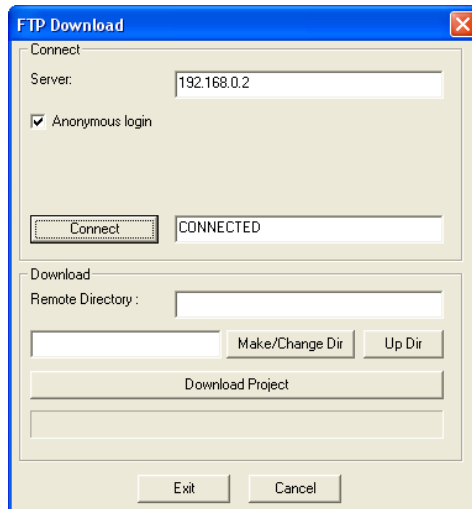 FTP Download
Connect
Server:
192.168.0.2
Anonymous login
Connect
CONNECTED
Download
Remote Directory :
Make/Change Dir
Up Dir
Download Project
Exit
Cancel